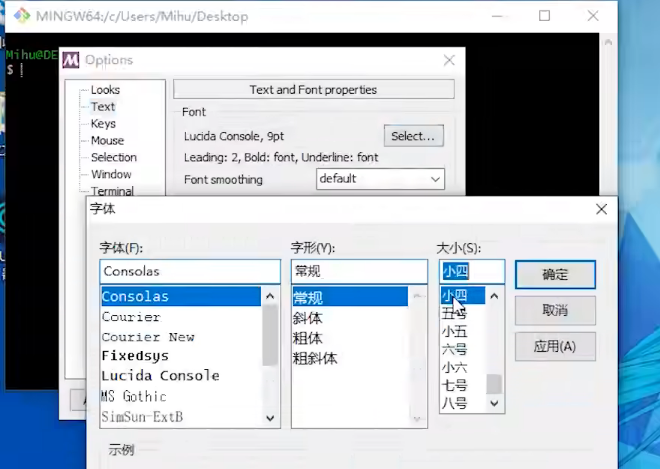 MINGW64:/c/Users/Mihu/Desktop
Mihu@DE
$
Options
Looks
Text
Keys
Mouse
Selection
Window
Terminal
Text and Font properties
Font
Lucida Console, 9pt
Select...
Leading: 2, Bold: font, Underline: font
Font smoothing
default
字体
字体(F):
Consolas
Consolas
Courier
Courier New
Fixedsys
Lucida Console
MS Gothic
SimSun-ExtB
字形(Y):
常规
常规
斜体
粗体
粗斜体
大小(S):
小四
小四
五号
小五
六号
小六
七号
八号
确定
取消
应用(A)
示例